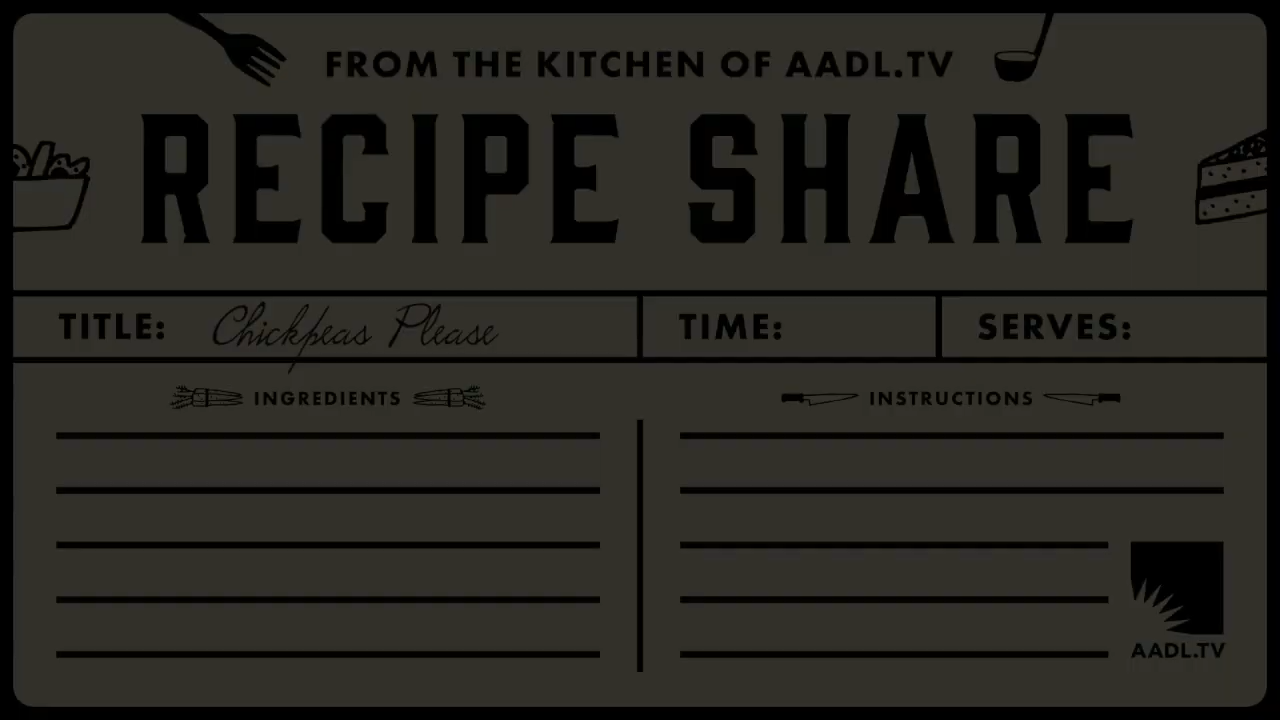 FROM THE KITCHEN OF AADL.TV
RECIPE SHARE
TITLE: Chickpeas Please
TIME:
SERVES:
INGREDIENTS
INSTRUCTIONS
AADL.TV